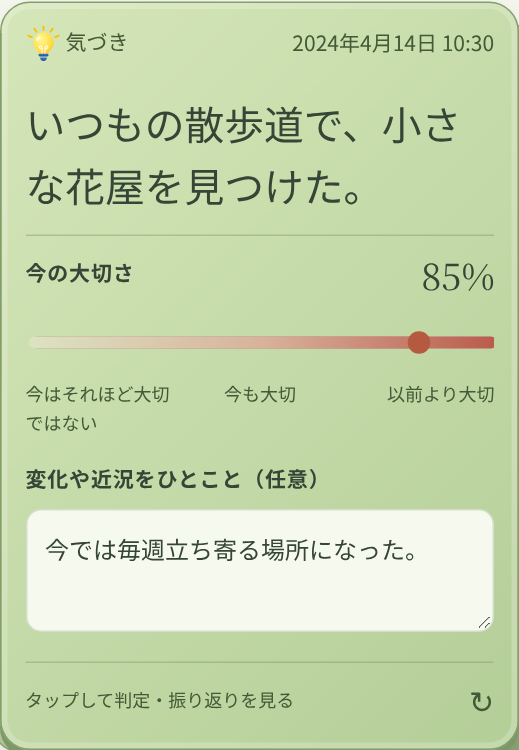 💡 気づき 2024年4月14日 10:30
いつもの散歩道で、小さ
な花屋を見つけた。
今の大切さ 85%
今はそれほど大切 今も大切 以前より大切
ではない
変化や近況をひとこと（任意）
今では毎週立ち寄る場所になった。
タップして判定・振り返りを見る ↻